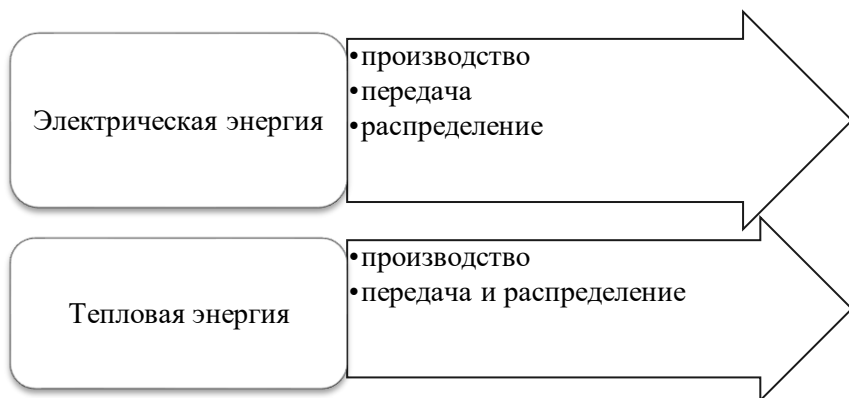 Электрическая энергия
•производство
•передача
•распределение
Тепловая энергия
•производство
•передача и распределение